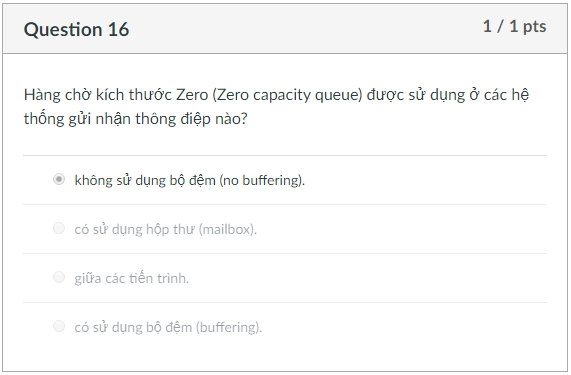 Question 16
1 / 1 pts
Hàng chờ kích thước Zero (Zero capacity queue) được sử dụng ở các hệ
thống gửi nhận thông điệp nào?
không sử dụng bộ đệm (no buffering).
có sử dụng hộp thư (mailbox).
giữa các tiến trình.
có sử dụng bộ đệm (buffering).